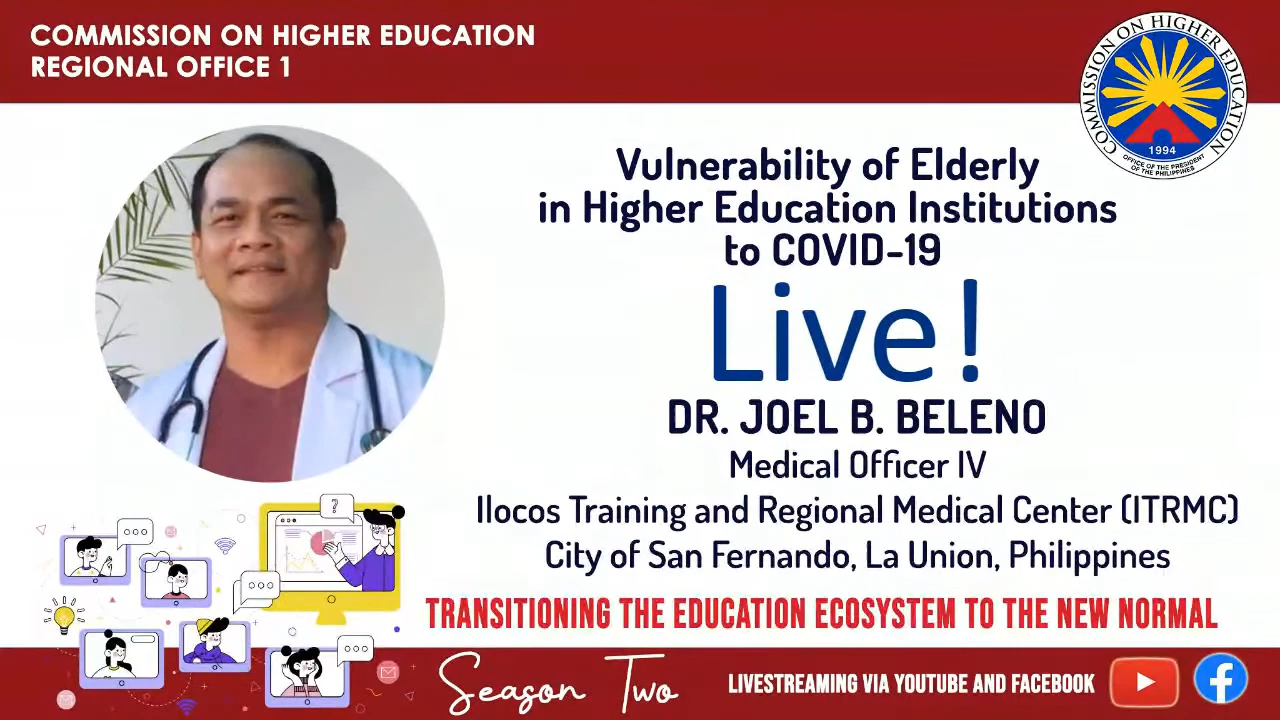 COMMISSION ON HIGHER EDUCATION
REGIONAL OFFICE 1
COMMISSION ON HIGHER EDUCATION
1994
OFFICE OF THE PRESIDENT
OF THE PHILIPPINES
Vulnerability of Elderly
in Higher Education Institutions
to COVID-19
Live!
DR. JOEL B. BELENO
Medical Officer IV
Ilocos Training and Regional Medical Center (ITRMC)
City of San Fernando, La Union, Philippines
?
TRANSITIONING THE EDUCATION ECOSYSTEM TO THE NEW NORMAL
Season Two
LIVESTREAMING VIA YOUTUBE AND FACEBOOK